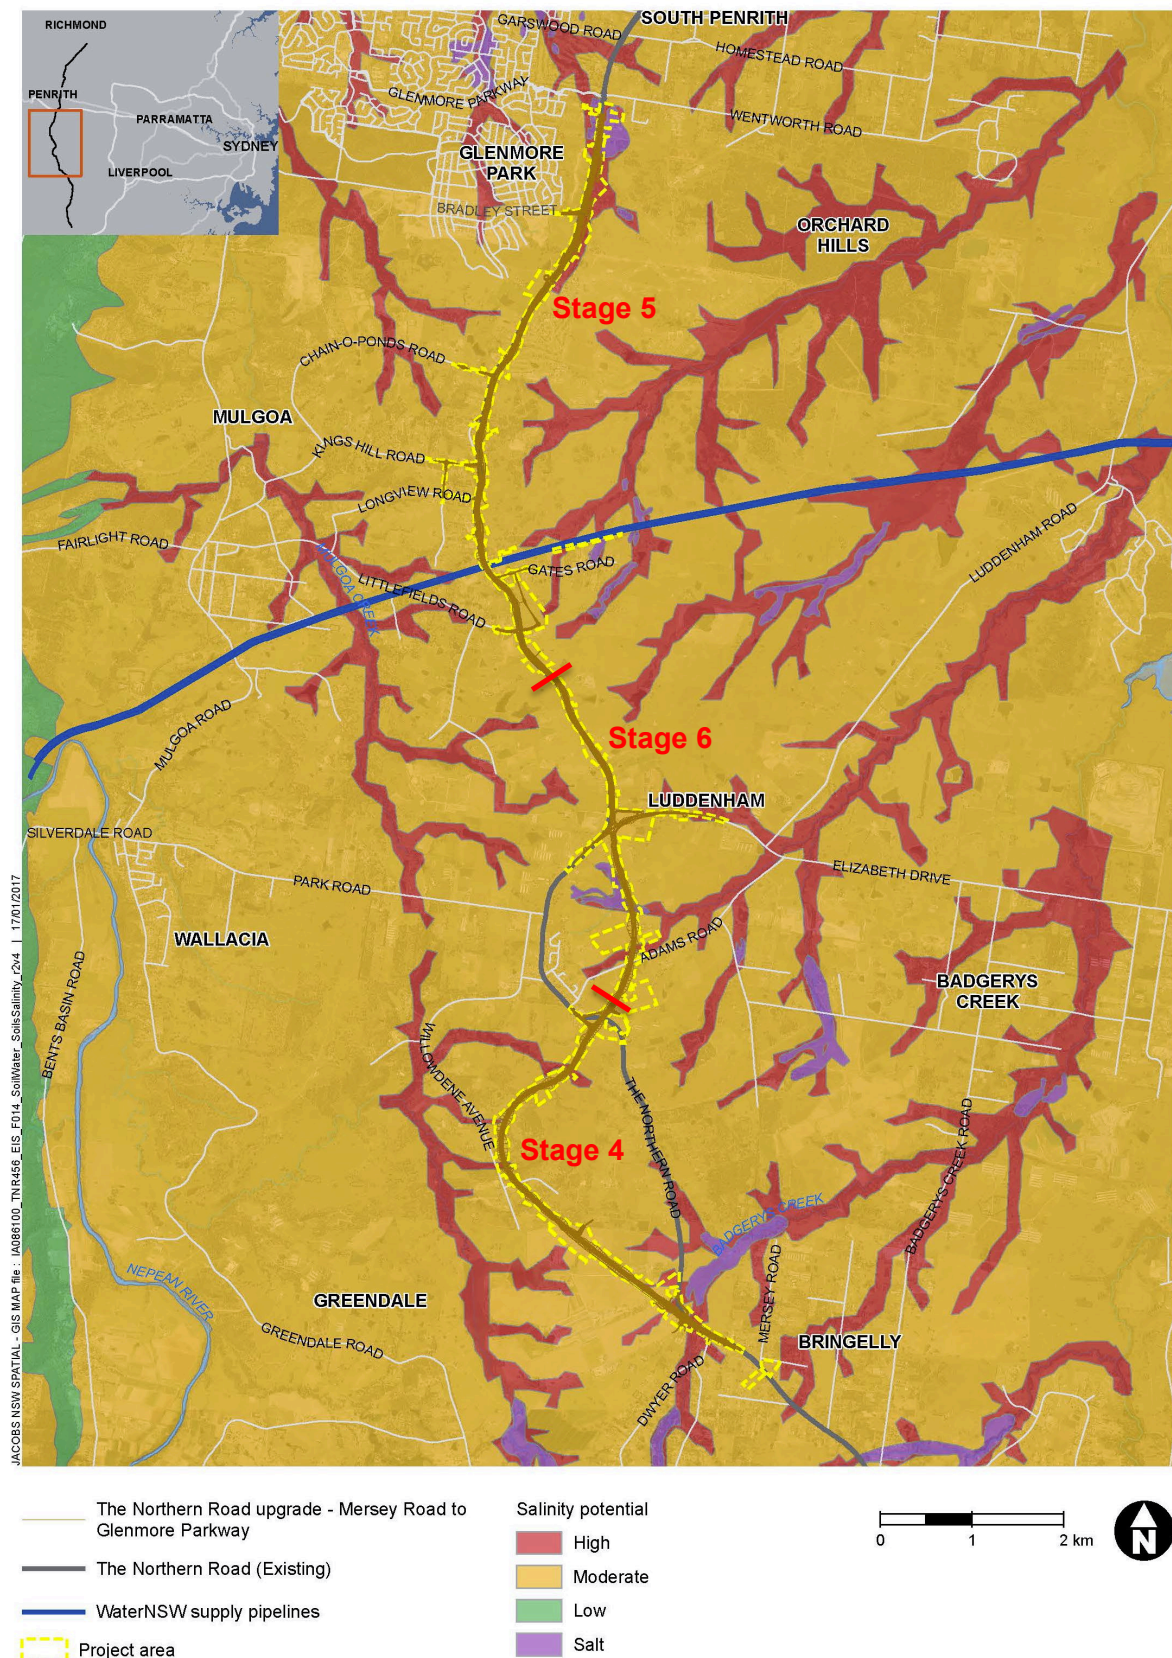 RICHMOND
PENRITH
PARRAMATTA
SYDNEY
LIVERPOOL
SOUTH PENRITH
GARSWOOD ROAD
HOMESTEAD ROAD
GLENMORE PARKWAY
WENTWORTH ROAD
GLENMORE
PARK
BRADLEY STREET
ORCHARD
HILLS
Stage 5
CHAIN-O-PONDS ROAD
MULGOA
KINGS HILL ROAD
LONGVIEW ROAD
FAIRLIGHT ROAD
MULGOA CREEK
LITTLEFIELDS ROAD
GATES ROAD
LUDDENHAM ROAD
MULGOA ROAD
Stage 6
LUDDENHAM
SILVERDALE ROAD
PARK ROAD
ELIZABETH DRIVE
WALLACIA
ADAMS ROAD
BADGERYS
CREEK
BENTS BASIN ROAD
WILLOWDENE AVENUE
THE NORTHERN ROAD
Stage 4
BADGERYS CREEK
BADGERYS CREEK ROAD
MERSEY ROAD
NEPEAN RIVER
GREENDALE
GREENDALE ROAD
BRINGELLY
DWYER ROAD
JACOBS NSW SPATIAL - GIS MAP file : IA086100_TNR456_EIS_F014_SoilWater_SoilsSalinity_r2v4 | 17/01/2017
The Northern Road upgrade - Mersey Road to
Glenmore Parkway
The Northern Road (Existing)
WaterNSW supply pipelines
Project area
Salinity potential
High
Moderate
Low
Salt
0 1 2 km
N